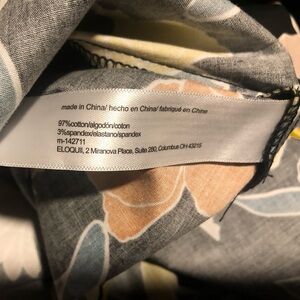 made in China/ hecho en China/ fabriqué en Chine
97%cotton/algodón/coton
3%spandex/elastano/spandex
m-142711
ELOQUII, 2 Miranova Place, Suite 280, Columbus OH 43215